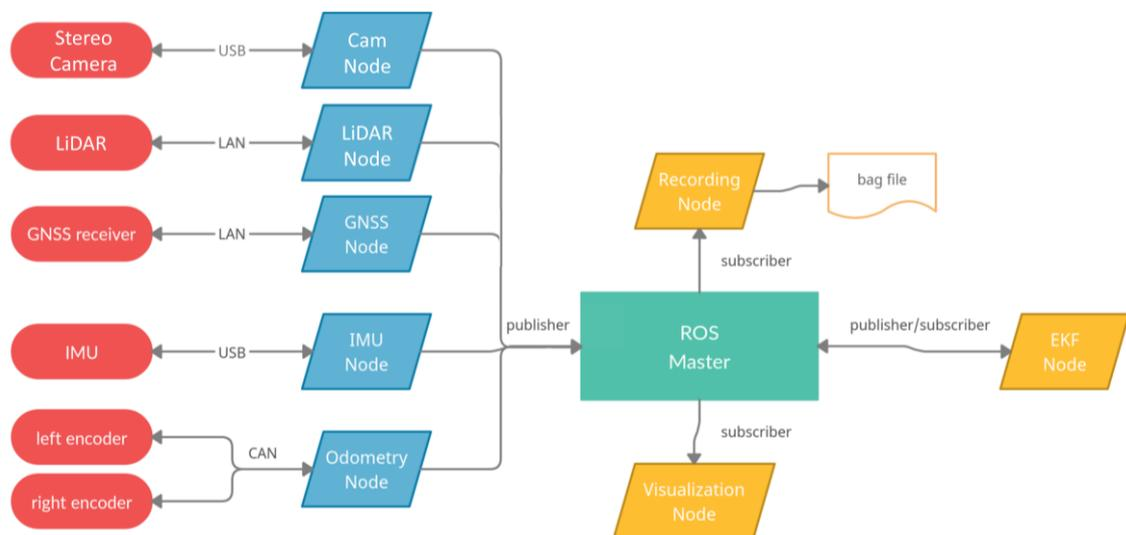 Stereo
Camera
USB
Cam
Node
LiDAR
LAN
LiDAR
Node
GNSS receiver
LAN
GNSS
Node
IMU
USB
IMU
Node
left encoder
right encoder
CAN
Odometry
Node
publisher
ROS
Master
subscriber
Recording
Node
bag file
publisher/subscriber
EKF
Node
subscriber
Visualization
Node